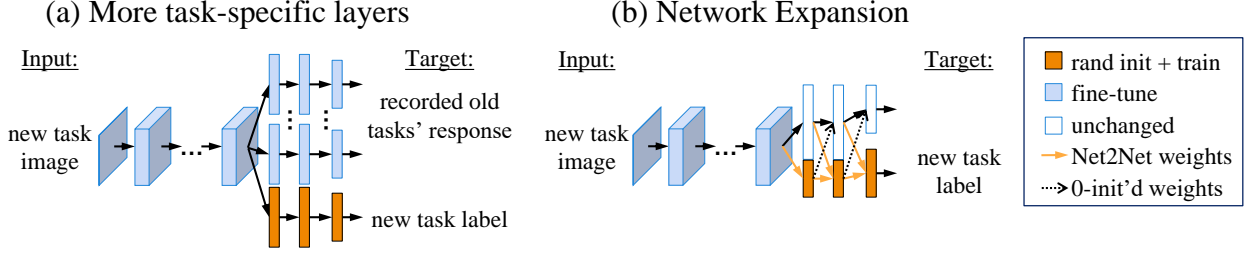 (a) More task-specific layers
Input:
Target:
new task
image
...
recorded old
tasks’ response
new task label
(b) Network Expansion
Input:
Target:
new task
image
...
new task
label
rand init + train
fine-tune
unchanged
Net2Net weights
0-init'd weights